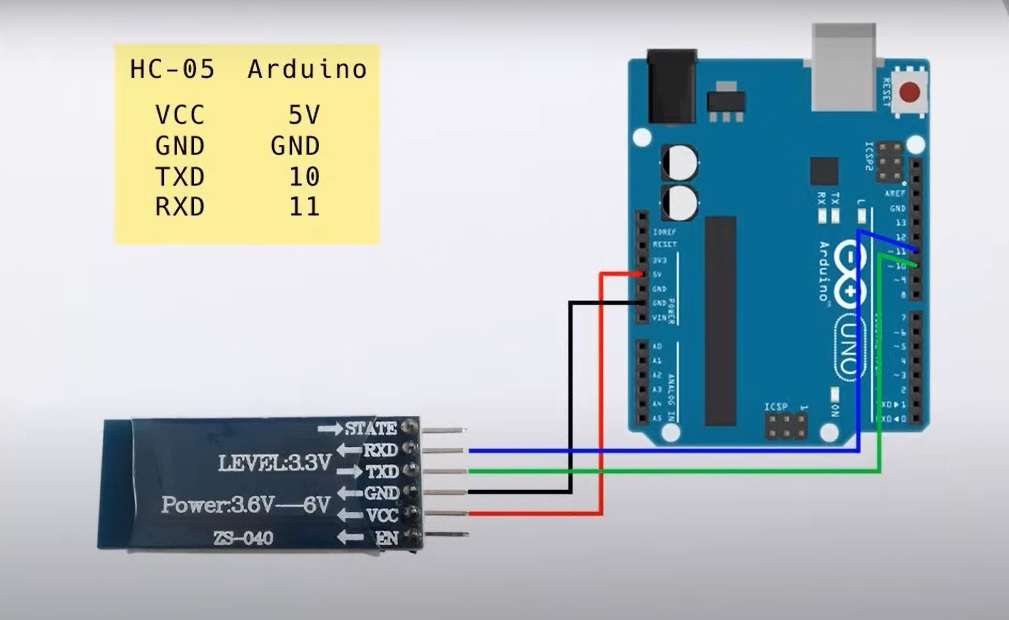 HC-05 Arduino
VCC 5V
GND GND
TXD 10
RXD 11
RESET
ICSP2
AREF
GND
13
12
~11
~10
~9
8
7
~6
~5
4
~3
2
1
0
L
TX
RX
Arduino
UNO
ON
ICSP 1
IOREF
RESET
3V3
5V
GND
GND
VIN
POWER
A0
A1
A2
A3
A4
A5
ANALOG IN
STATE
RXD
LEVEL:3.3V
TXD
GND
Power:3.6V—6V
VCC
ZS-040
EN